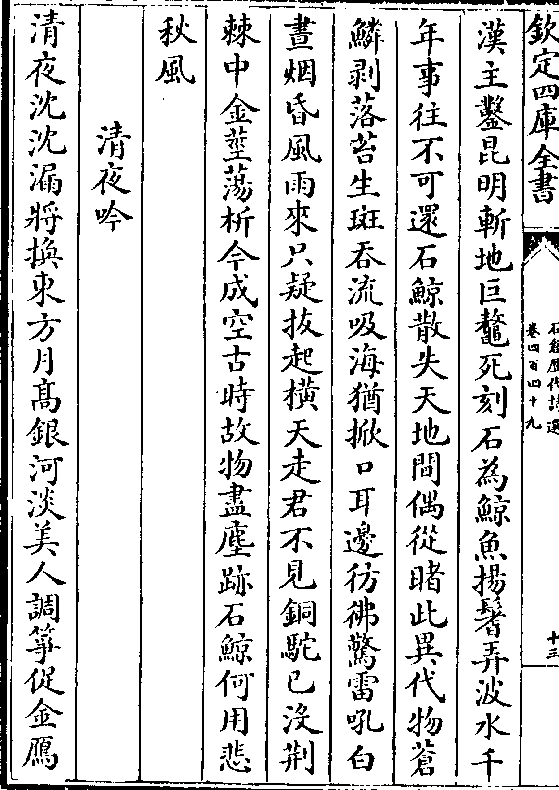 欽定四庫全書
石倉歷代詩選
卷四百四十九
十三
漢主鑿昆明斬地巨鼇死刻石為鯨魚揚鬐弄波水千
年事往不可還石鯨散失天地間偶從睹此異代物蒼
鱗剥落苔生斑吞流吸海猶掀口耳邊彷彿驚雷吼白
晝烟昏風雨來只疑抜起橫天走君不見銅駝已没荆
棘中金莖蕩析今成空古時故物盡塵跡石鯨何用悲
秋風
清夜吟
清夜沈沈漏將換東方月髙銀河淡美人調箏促金鴈